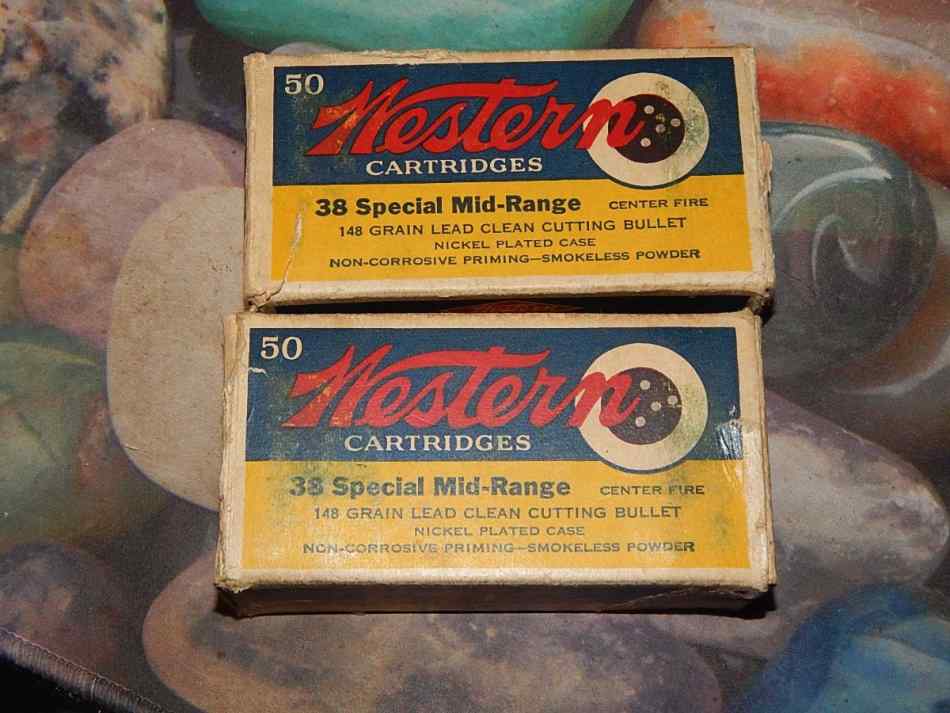 50
Western
CARTRIDGES
38 Special Mid-Range CENTER FIRE
148 GRAIN LEAD CLEAN CUTTING BULLET
NICKEL PLATED CASE
NON-CORROSIVE PRIMING—SMOKELESS POWDER
50
Western
CARTRIDGES
38 Special Mid-Range CENTER FIRE
148 GRAIN LEAD CLEAN CUTTING BULLET
NICKEL PLATED CASE
NON-CORROSIVE PRIMING—SMOKELESS POWDER